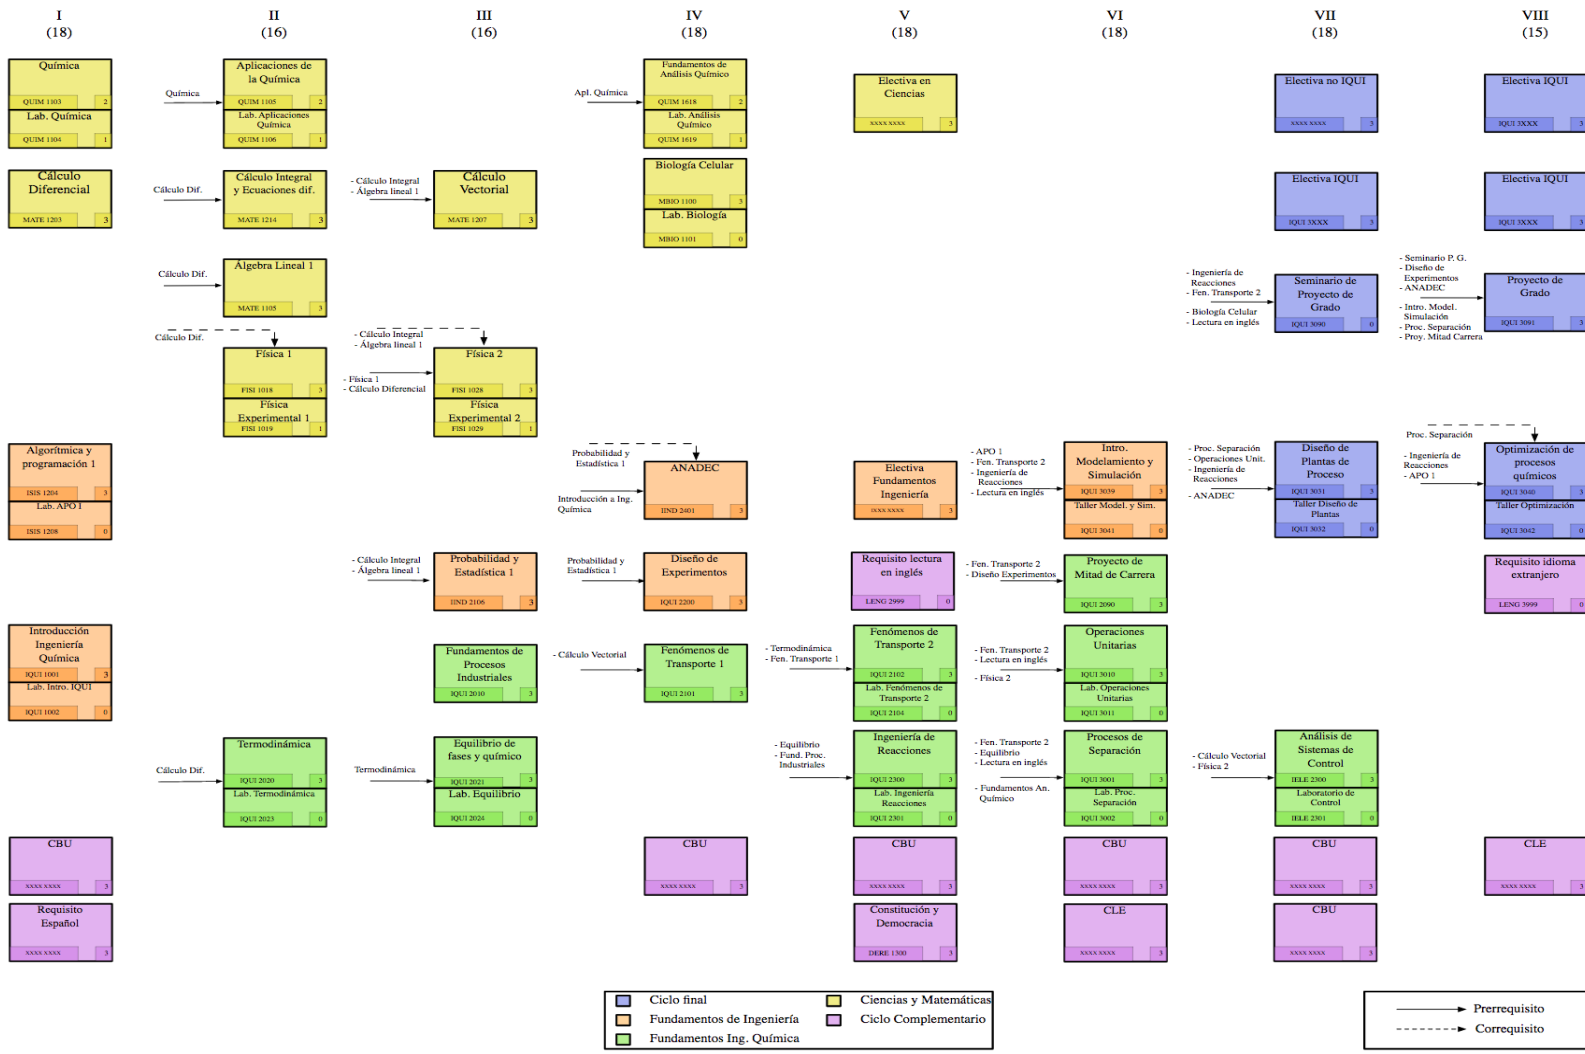 I
(18)
II
(16)
III
(16)
IV
(18)
V
(18)
VI
(18)
VII
(18)
VIII
(15)
Química
QUIM 1103 2
Lab. Química
QUIM 1104 1
Cálculo
Diferencial
MATE 1203 3
Algorítmica y
programación 1
ISIS 1204 3
Lab. APO I
ISIS 1208 0
Introducción
Ingeniería
Química
IQUI 1001 3
Lab. Intro. IQUI
IQUI 1002 0
CBU
XXXX XXXX 3
Requisito
Español
XXXX XXXX 3
Química
Aplicaciones de
la Química
QUIM 1105 2
Lab. Aplicaciones
Química
QUIM 1106 1
Cálculo Dif.
Cálculo Integral
y Ecuaciones dif.
MATE 1214 3
Cálculo Dif.
Álgebra Lineal 1
MATE 1105 3
Cálculo Dif.
Física 1
FISI 1018 3
Física
Experimental 1
FISI 1019 1
Cálculo Dif.
Termodinámica
IQUI 2020 3
Lab. Termodinámica
IQUI 2023 0
- Cálculo Integral
- Álgebra lineal 1
Cálculo
Vectorial
MATE 1207 3
- Cálculo Integral
- Álgebra lineal 1
- Física 1
- Cálculo Diferencial
Física 2
FISI 1028 3
Física
Experimental 2
FISI 1029 1
- Cálculo Integral
- Álgebra lineal 1
Probabilidad y
Estadística 1
IIND 2106 3
Fundamentos de
Procesos
Industriales
IQUI 2010 3
Termodinámica
Equilibrio de
fases y químico
IQUI 2021 3
Lab. Equilibrio
IQUI 2024 0
Apl. Química
Fundamentos de
Análisis Químico
QUIM 1618 2
Lab. Análisis
Químico
QUIM 1619 1
Biología Celular
MBIO 1100 3
Lab. Biología
MBIO 1101 0
Probabilidad y
Estadística 1
Introducción a Ing.
Química
ANADEC
IIND 2401 3
Probabilidad y
Estadística 1
Diseño de
Experimentos
IQUI 2200 3
- Cálculo Vectorial
Fenómenos de
Transporte 1
IQUI 2101 3
CBU
XXXX XXXX 3
Electiva en
Ciencias
XXXX XXXX 3
Electiva
Fundamentos
Ingeniería
IXXX XXXX 3
Requisito lectura
en inglés
LENG 2999 0
- Termodinámica
- Fen. Transporte 1
Fenómenos de
Transporte 2
IQUI 2102 3
Lab. Fenómenos de
Transporte 2
IQUI 2104 0
- Equilibrio
- Fund. Proc.
Industriales
Ingeniería de
Reacciones
IQUI 2300 3
Lab. Ingeniería
Reacciones
IQUI 2301 0
CBU
XXXX XXXX 3
Constitución y
Democracia
DERE 1300 3
- APO 1
- Fen. Transporte 2
- Ingeniería de
Reacciones
- Lectura en inglés
Intro.
Modelamiento y
Simulación
IQUI 3039 3
Taller Model. y Sim.
IQUI 3041 0
- Fen. Transporte 2
- Diseño Experimentos
Proyecto de
Mitad de Carrera
IQUI 2090 3
- Fen. Transporte 2
- Lectura en inglés
- Física 2
Operaciones
Unitarias
IQUI 3010 3
Lab. Operaciones
Unitarias
IQUI 3011 0
- Fen. Transporte 2
- Equilibrio
- Lectura en inglés
- Fundamentos An.
Químico
Procesos de
Separación
IQUI 3001 3
Lab. Proc.
Separación
IQUI 3002 0
CBU
XXXX XXXX 3
CLE
XXXX XXXX 3
Electiva no IQUI
XXXX XXXX 3
Electiva IQUI
IQUI 3XXX 3
- Ingeniería de
Reacciones
- Fen. Transporte 2
- Biología Celular
- Lectura en inglés
Seminario de
Proyecto de
Grado
IQUI 3090 0
- Proc. Separación
- Operaciones Unit.
- Ingeniería de
Reacciones
- ANADEC
Diseño de
Plantas de
Proceso
IQUI 3031 3
Taller Diseño de
Plantas
IQUI 3032 0
- Cálculo Vectorial
- Física 2
Análisis de
Sistemas de
Control
IELE 2300 3
Laboratorio de
Control
IELE 2301 0
CBU
XXXX XXXX 3
CBU
XXXX XXXX 3
Electiva IQUI
IQUI 3XXX 3
Electiva IQUI
IQUI 3XXX 3
- Seminario P. G.
- Diseño de
Experimentos
- ANADEC
- Intro. Model.
Simulación
- Proc. Separación
- Proy. Mitad Carrera
Proyecto de
Grado
IQUI 3091 3
Proc. Separación
- Ingeniería de
Reacciones
- APO 1
Optimización de
procesos
químicos
IQUI 3040 3
Taller Optimización
IQUI 3042 0
Requisito idioma
extranjero
LENG 3999 0
CLE
XXXX XXXX 3
Ciclo final
Fundamentos de Ingeniería
Fundamentos Ing. Química
Ciencias y Matemáticas
Ciclo Complementario
Prerrequisito
Correquisito